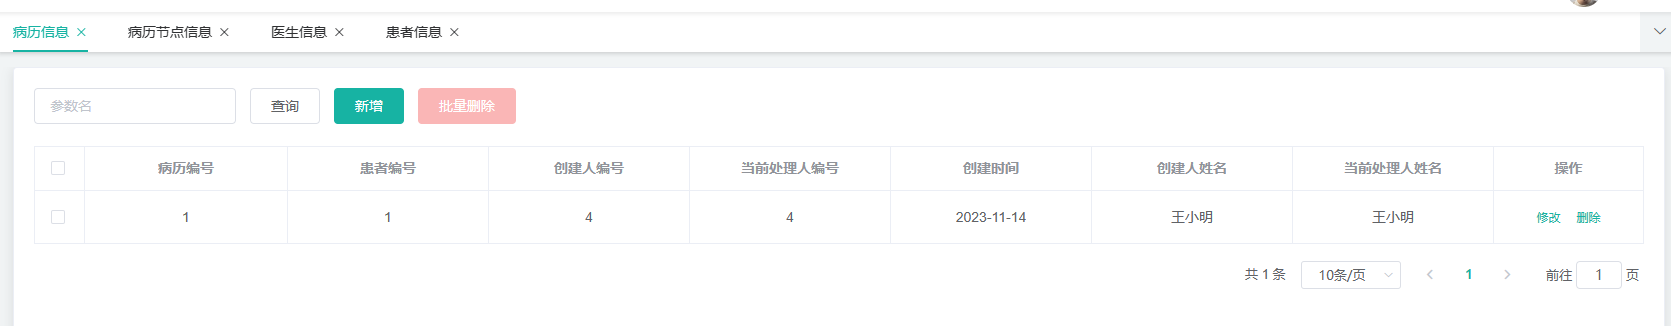 病历信息 病历节点信息 医生信息 患者信息
参数名 查询 新增 批量删除
病历编号 患者编号 创建人编号 当前处理人编号 创建时间 创建人姓名 当前处理人姓名 操作
1 1 4 4 2023-11-14 王小明 王小明 修改 删除
共 1 条 10条/页 1 前往 1 页